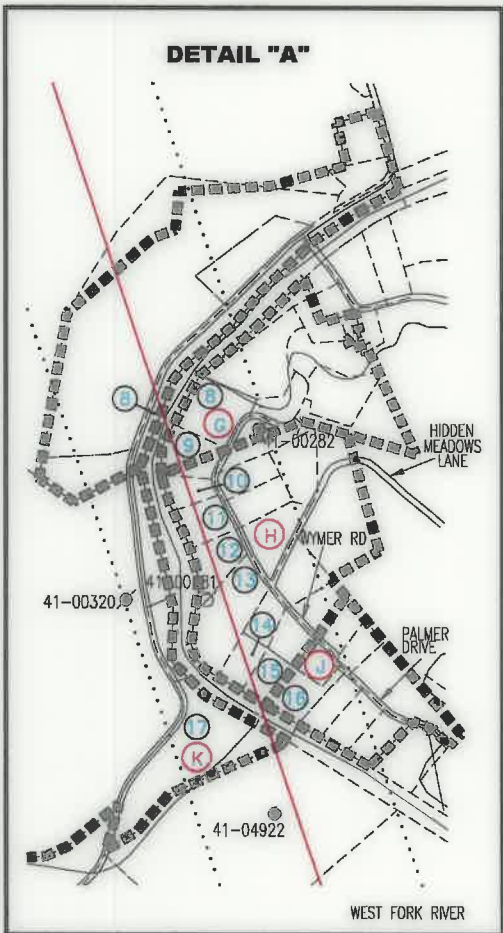 DETAIL "A"
8
8
G
9
41-00282
HIDDEN
MEADOWS
LANE
10
11
H
WYMER RD
12
13
41-00320
14
PALMER
DRIVE
15
J
16
17
K
41-04922
WEST FORK RIVER